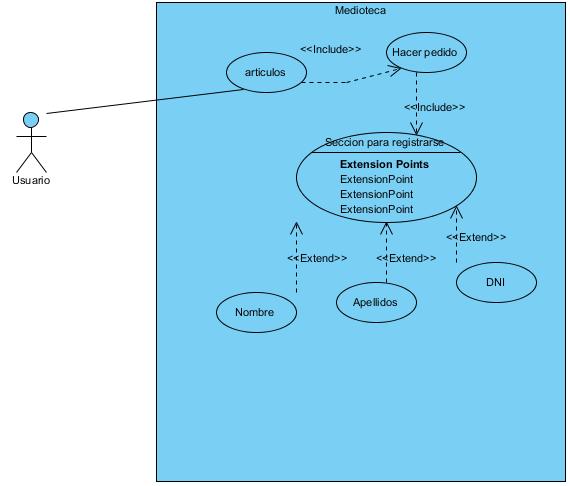 Medioteca
<<Include>>
Hacer pedido
articulos
<<Include>>
Seccion para registrarse
Extension Points
ExtensionPoint
ExtensionPoint
ExtensionPoint
Usuario
<<Extend>>
<<Extend>>
<<Extend>>
DNI
Apellidos
Nombre